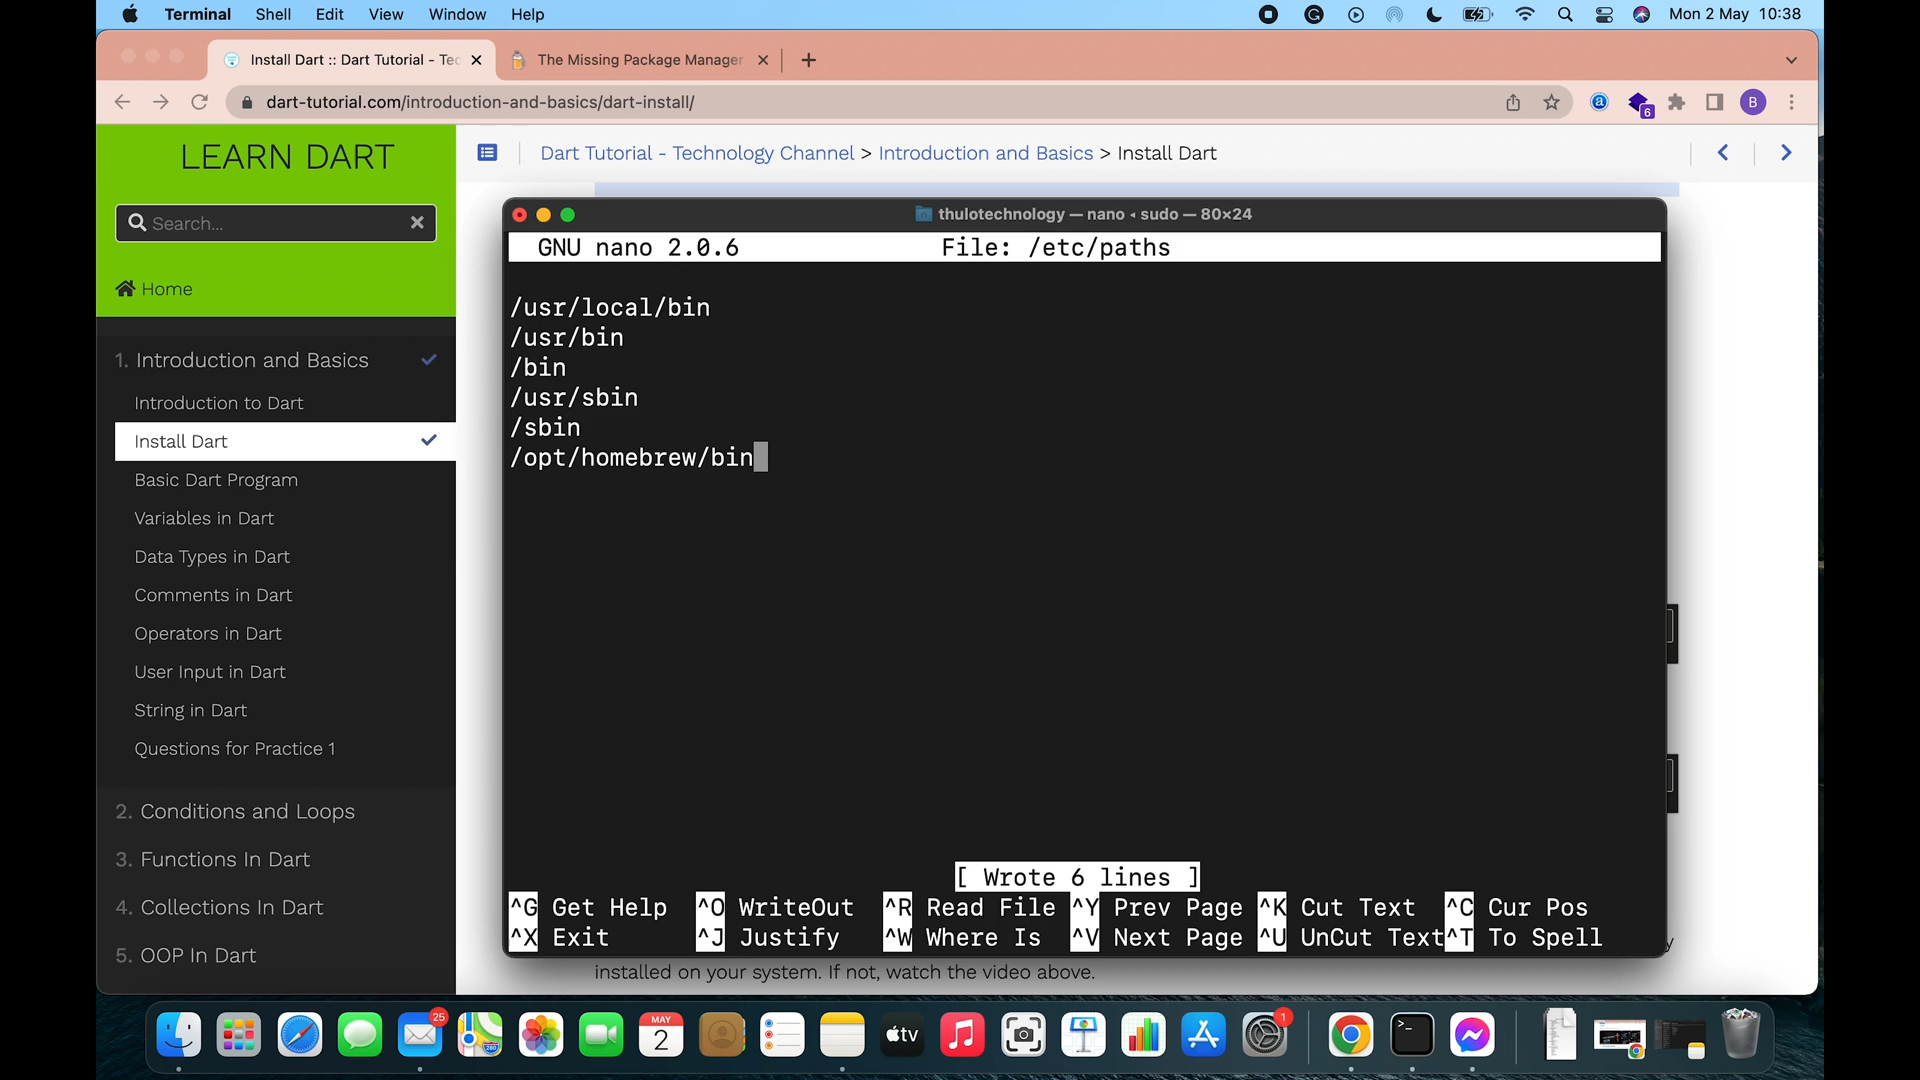 Terminal Shell Edit View Window Help Mon 2 May 10:38
Install Dart :: Dart Tutorial - Tec
The Missing Package Manager
dart-tutorial.com/introduction-and-basics/dart-install/
6
B
LEARN DART
Dart Tutorial - Technology Channel > Introduction and Basics > Install Dart
Search...
Home
1. Introduction and Basics
Introduction to Dart
Install Dart
Basic Dart Program
Variables in Dart
Data Types in Dart
Comments in Dart
Operators in Dart
User Input in Dart
String in Dart
Questions for Practice 1
2. Conditions and Loops
3. Functions In Dart
4. Collections In Dart
5. OOP In Dart
thulotechnology — nano ◂ sudo — 80×24
GNU nano 2.0.6 File: /etc/paths
/usr/local/bin
/usr/bin
/bin
/usr/sbin
/sbin
/opt/homebrew/bin
[ Wrote 6 lines ]
^G Get Help ^O WriteOut ^R Read File ^Y Prev Page ^K Cut Text ^C Cur Pos
^X Exit ^J Justify ^W Where Is ^V Next Page ^U UnCut Text ^T To Spell
installed on your system. If not, watch the video above.
25
MAY
2
tv
1